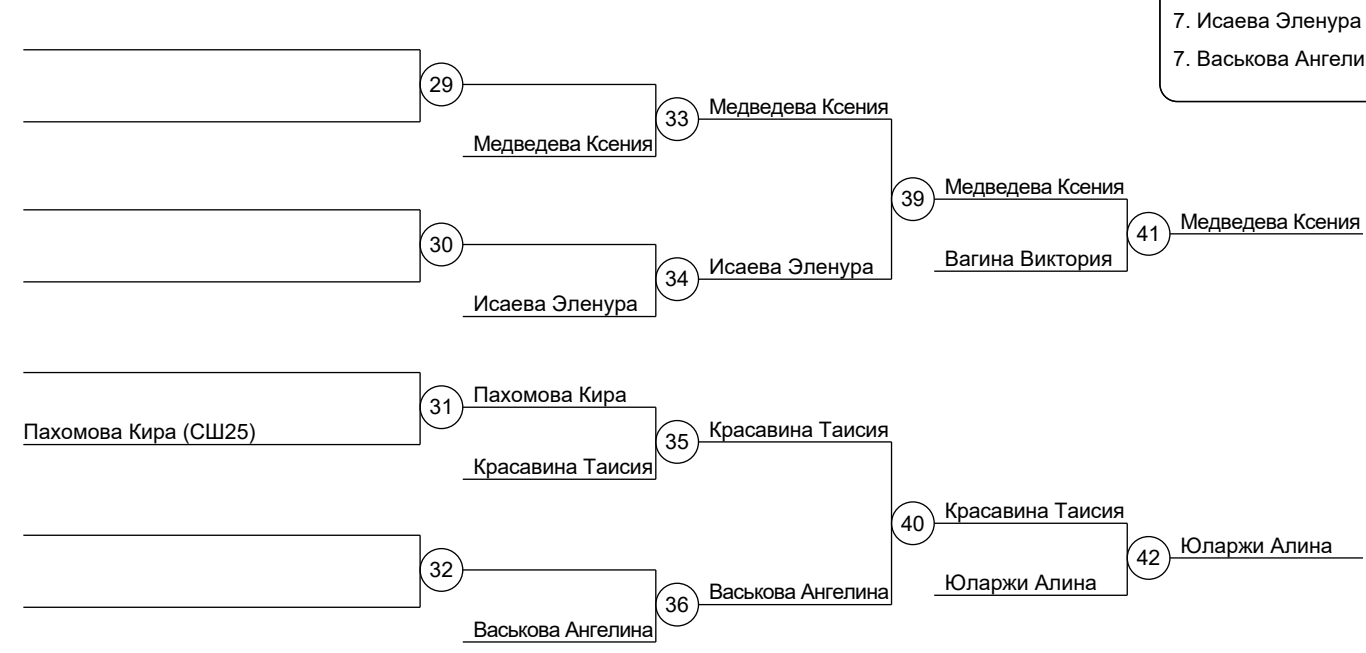 7. Исаева Эленура
7. Васькова
29
Медведева Ксения
33
Медведева Ксения
30
Исаева Эленура
34
Исаева Эленура
39
Медведева Ксения
Вагина Виктория
41
Медведева Ксения
Пахомова Кира (СШ25)
31
Пахомова Кира
Красавина Таисия
35
Красавина Таисия
32
Васькова Ангелина
36
Васькова Ангелина
40
Красавина Таисия
Юларжи Алина
42
Юларжи Алина